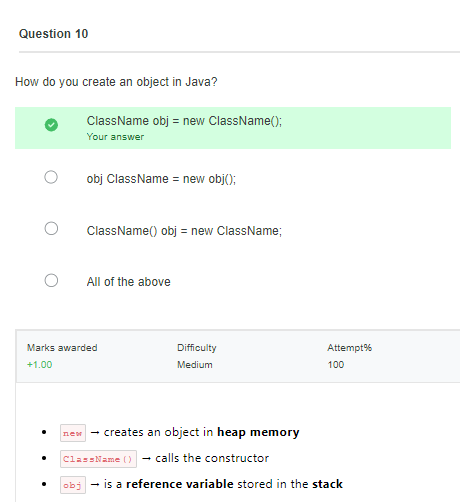 Question 10
How do you create an object in Java?
ClassName obj = new ClassName();
Your answer
obj ClassName = new obj();
ClassName() obj = new ClassName;
All of the above
Marks awarded Difficulty Attempt%
+1.00 Medium 100
• new → creates an object in heap memory
• ClassName() → calls the constructor
• obj → is a reference variable stored in the stack